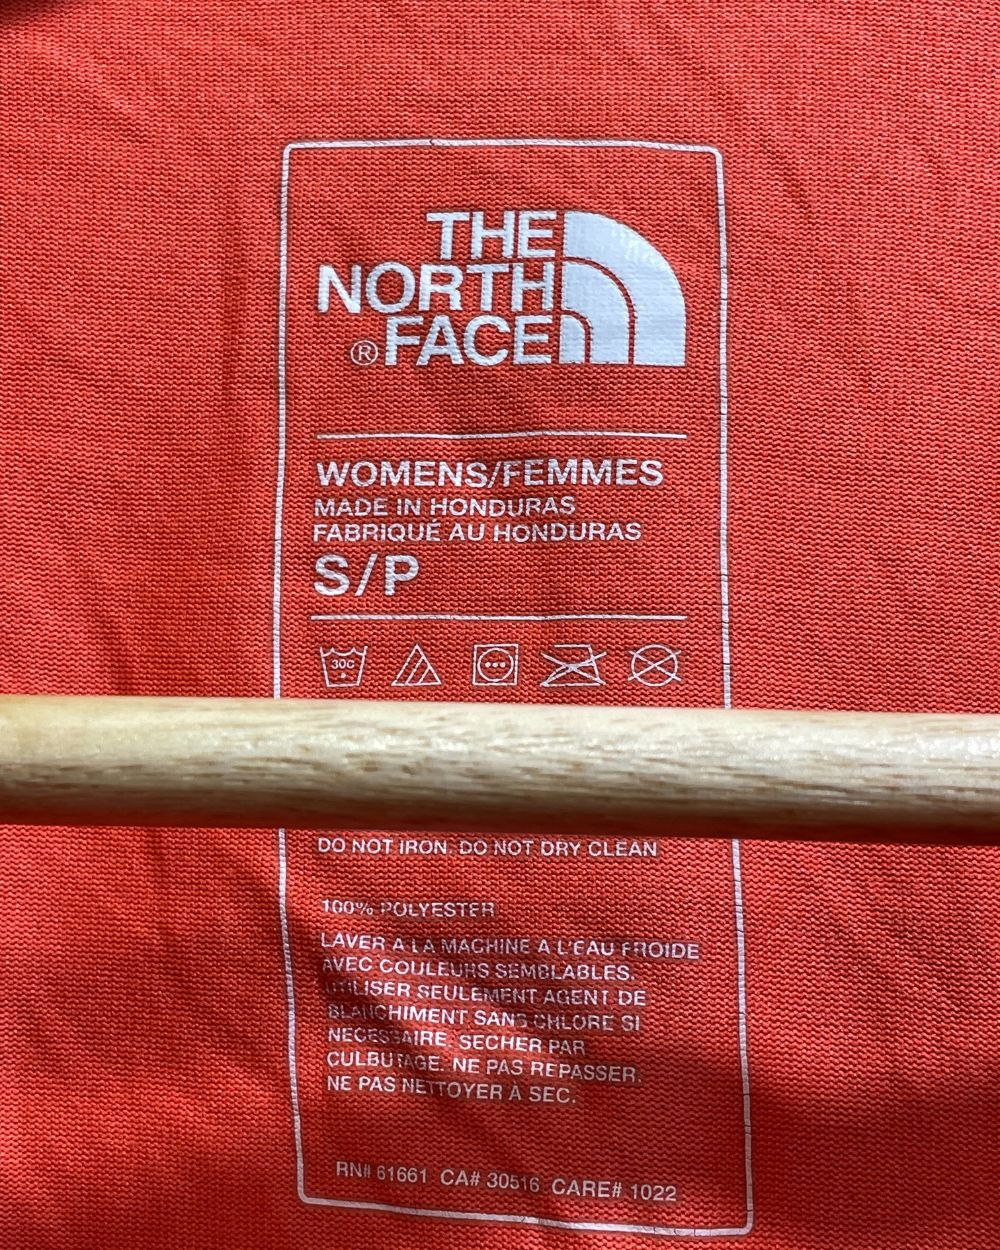 THE
NORTH
®FACE
WOMENS/FEMMES
MADE IN HONDURAS
FABRIQUÉ AU HONDURAS
S/P
30C
DO NOT IRON. DO NOT DRY CLEAN
100% POLYESTER
LAVER A LA MACHINE A L'EAU FROIDE
AVEC COULEURS SEMBLABLES.
UTILISER SEULEMENT AGENT DE
BLANCHIMENT SANS CHLORE SI
NECESSAIRE. SECHER PAR
CULBUTAGE. NE PAS REPASSER.
NE PAS NETTOYER À SEC.
RN# 61661 CA# 30516 CARE# 1022